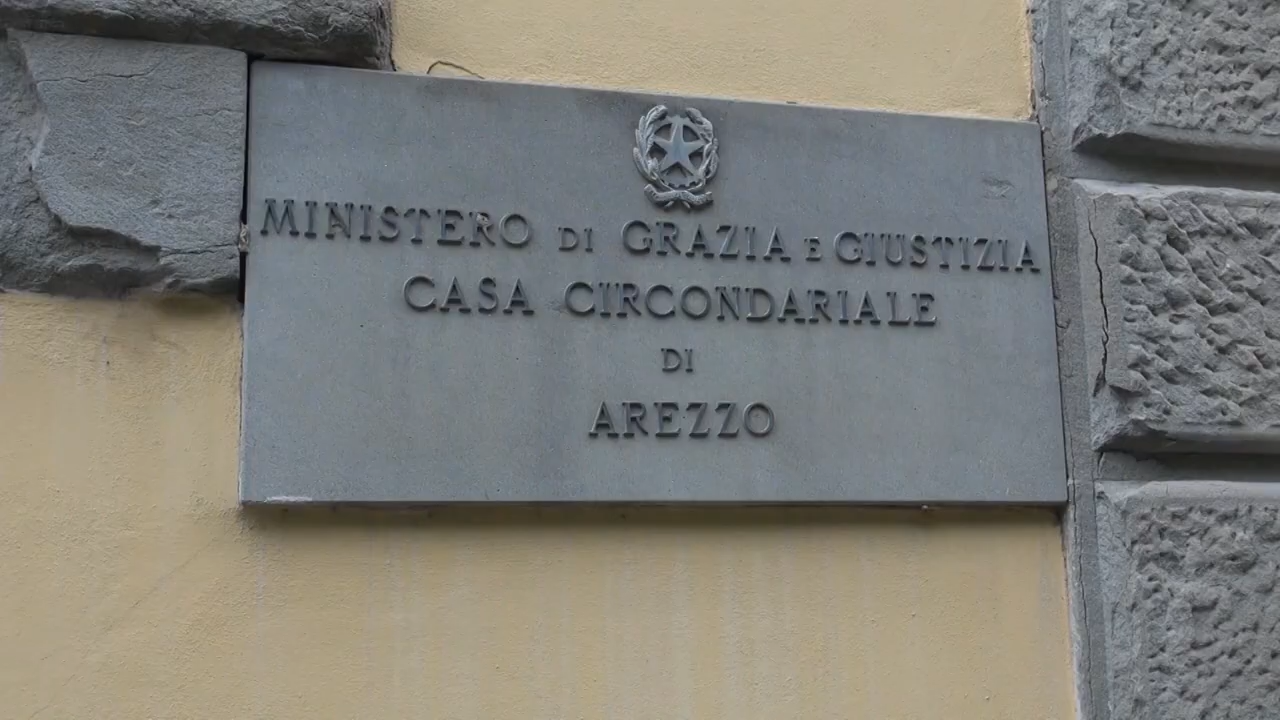 MINISTERO DI GRAZIA E GIUSTIZIA
CASA CIRCONDARIALE
DI
AREZZO